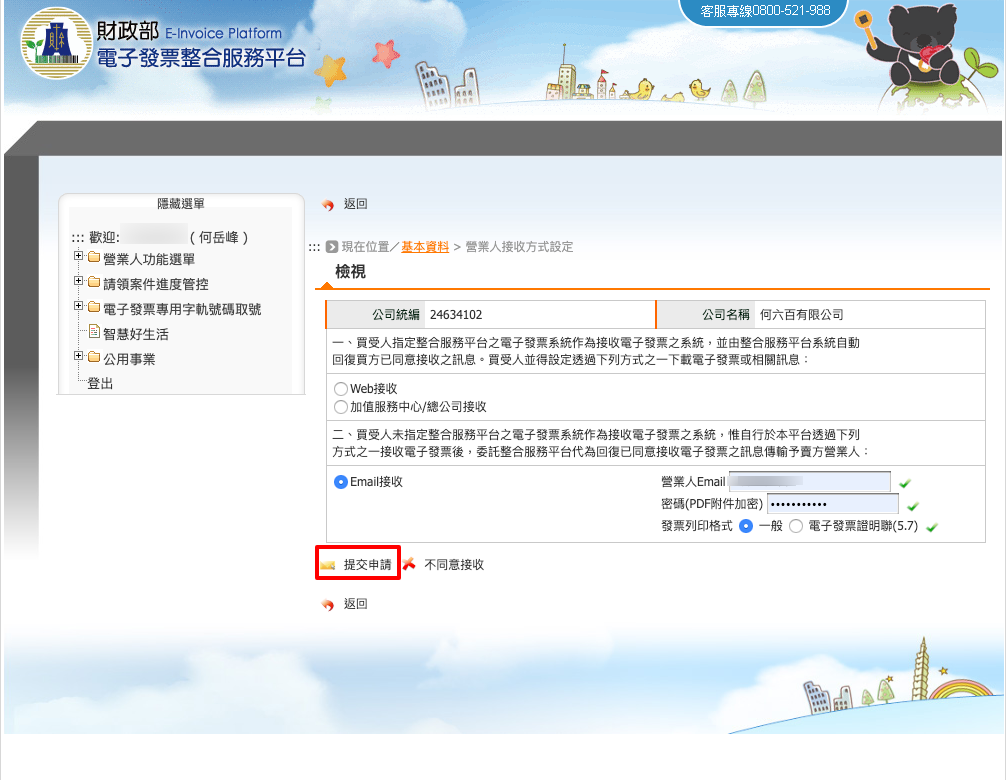 客服專線0800-521-988
財政部 E-Invoice Platform
電子發票整合服務平台
隱藏選單
::: 歡迎: ( 何岳峰 )
營業人功能選單
請領案件進度管控
電子發票專用字軌號碼取號
智慧好生活
公用事業
登出
返回
::: 現在位置／基本資料 > 營業人接收方式設定
檢視
公司統編 24634102 公司名稱 何六百有限公司
一、買受人指定整合服務平台之電子發票系統作為接收電子發票之系統，並由整合服務平台系統自動
回復買方已同意接收之訊息。買受人並得設定透過下列方式之一下載電子發票或相關訊息：
Web接收
加值服務中心/總公司接收
二、買受人未指定整合服務平台之電子發票系統作為接收電子發票之系統，惟自行於本平台透過下列
方式之一接收電子發票後，委託整合服務平台代為回復已同意接收電子發票之訊息傳輸予賣方營業人：
Email接收 營業人Email
密碼(PDF附件加密) •••••••••••
發票列印格式 一般 電子發票證明聯(5.7)
提交申請 不同意接收
返回